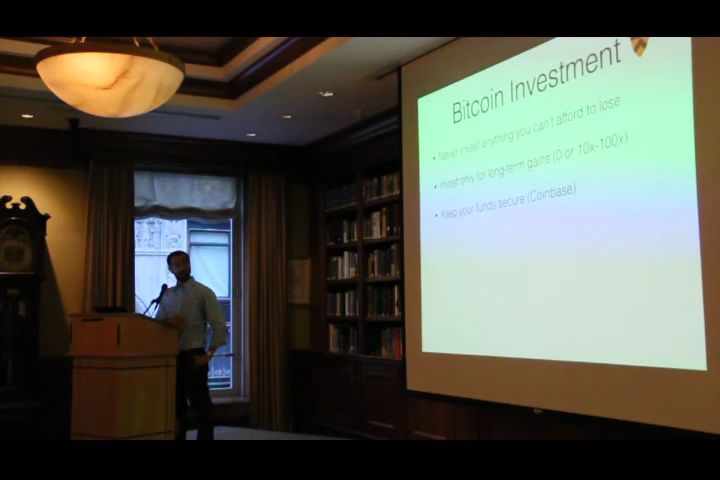 Bitcoin Investment
• Never invest anything you can't afford to lose
• Invest only for long-term gains (0 or 10x-100x)
• Keep your funds secure (Coinbase)